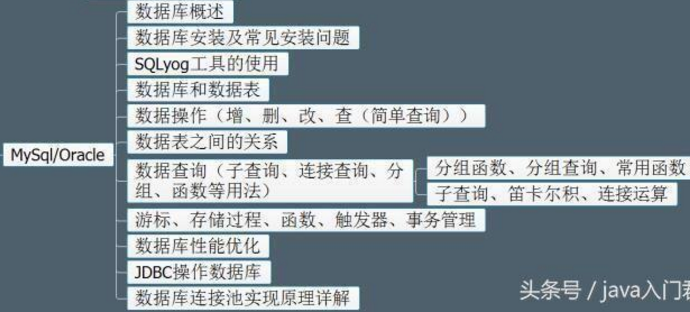 数据库概述
数据库安装及常见安装问题
SQLyog工具的使用
数据库和数据表
数据操作（增、删、改、查（简单查询））
数据表之间的关系
MySql/Oracle
数据查询（子查询、连接查询、分
组、函数等用法）
分组函数、分组查询、常用函数
子查询、笛卡尔积、连接运算
游标、存储过程、函数、触发器、事务管理
数据库性能优化
JDBC操作数据库
数据库连接池实现原理详解
头条号 / java入门